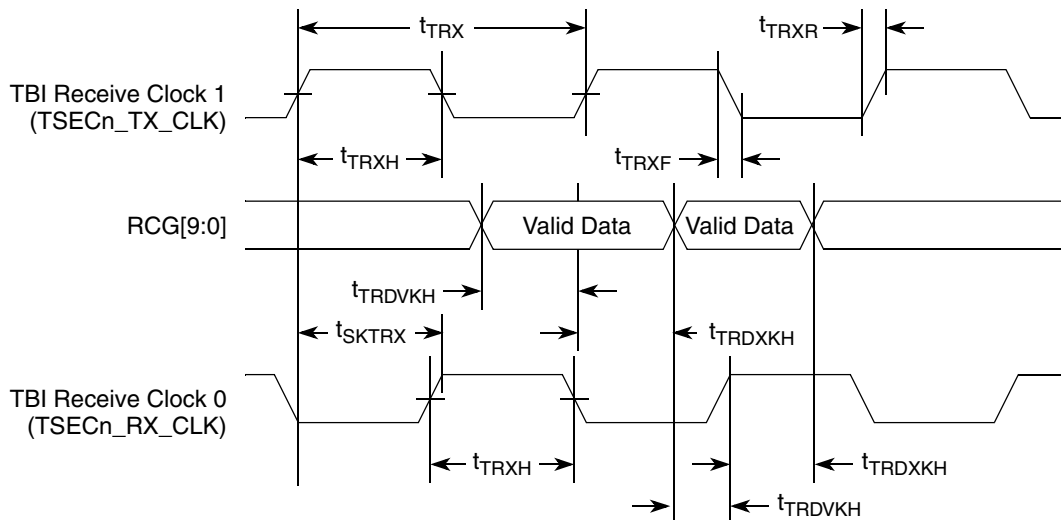 tTRX
tTRXR
TBI Receive Clock 1
(TSECn_TX_CLK)
tTRXH
tTRXF
RCG[9:0]
Valid Data
Valid Data
tTRDVKH
tSKTRX
tTRDXKH
TBI Receive Clock 0
(TSECn_RX_CLK)
tTRXH
tTRDXKH
tTRDVKH